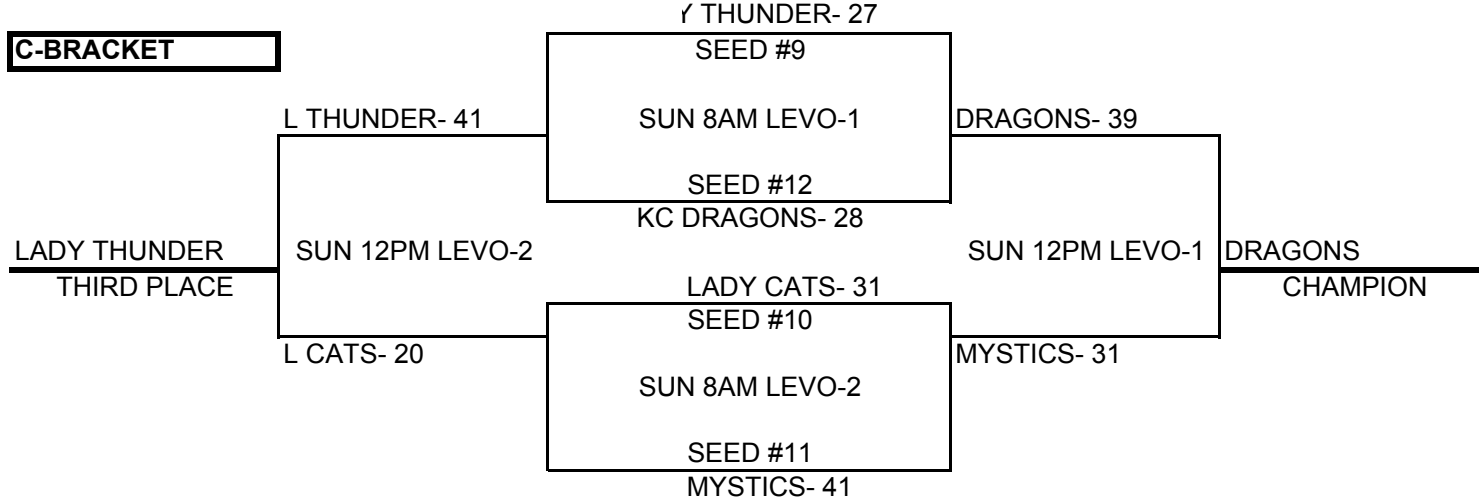 THUNDER- 27
C-BRACKET
SEED #9
L THUNDER- 41
SUN 8AM LEVO-1
DRAGONS- 39
SEED #12
KC DRAGONS- 28
LADY THUNDER
SUN 12PM LEVO-2
SUN 12PM LEVO-1
DRAGONS
THIRD PLACE
LADY CATS- 31
CHAMPION
SEED #10
L CATS- 20
MYSTICS- 31
SUN 8AM LEVO-2
SEED #11
MYSTICS- 41